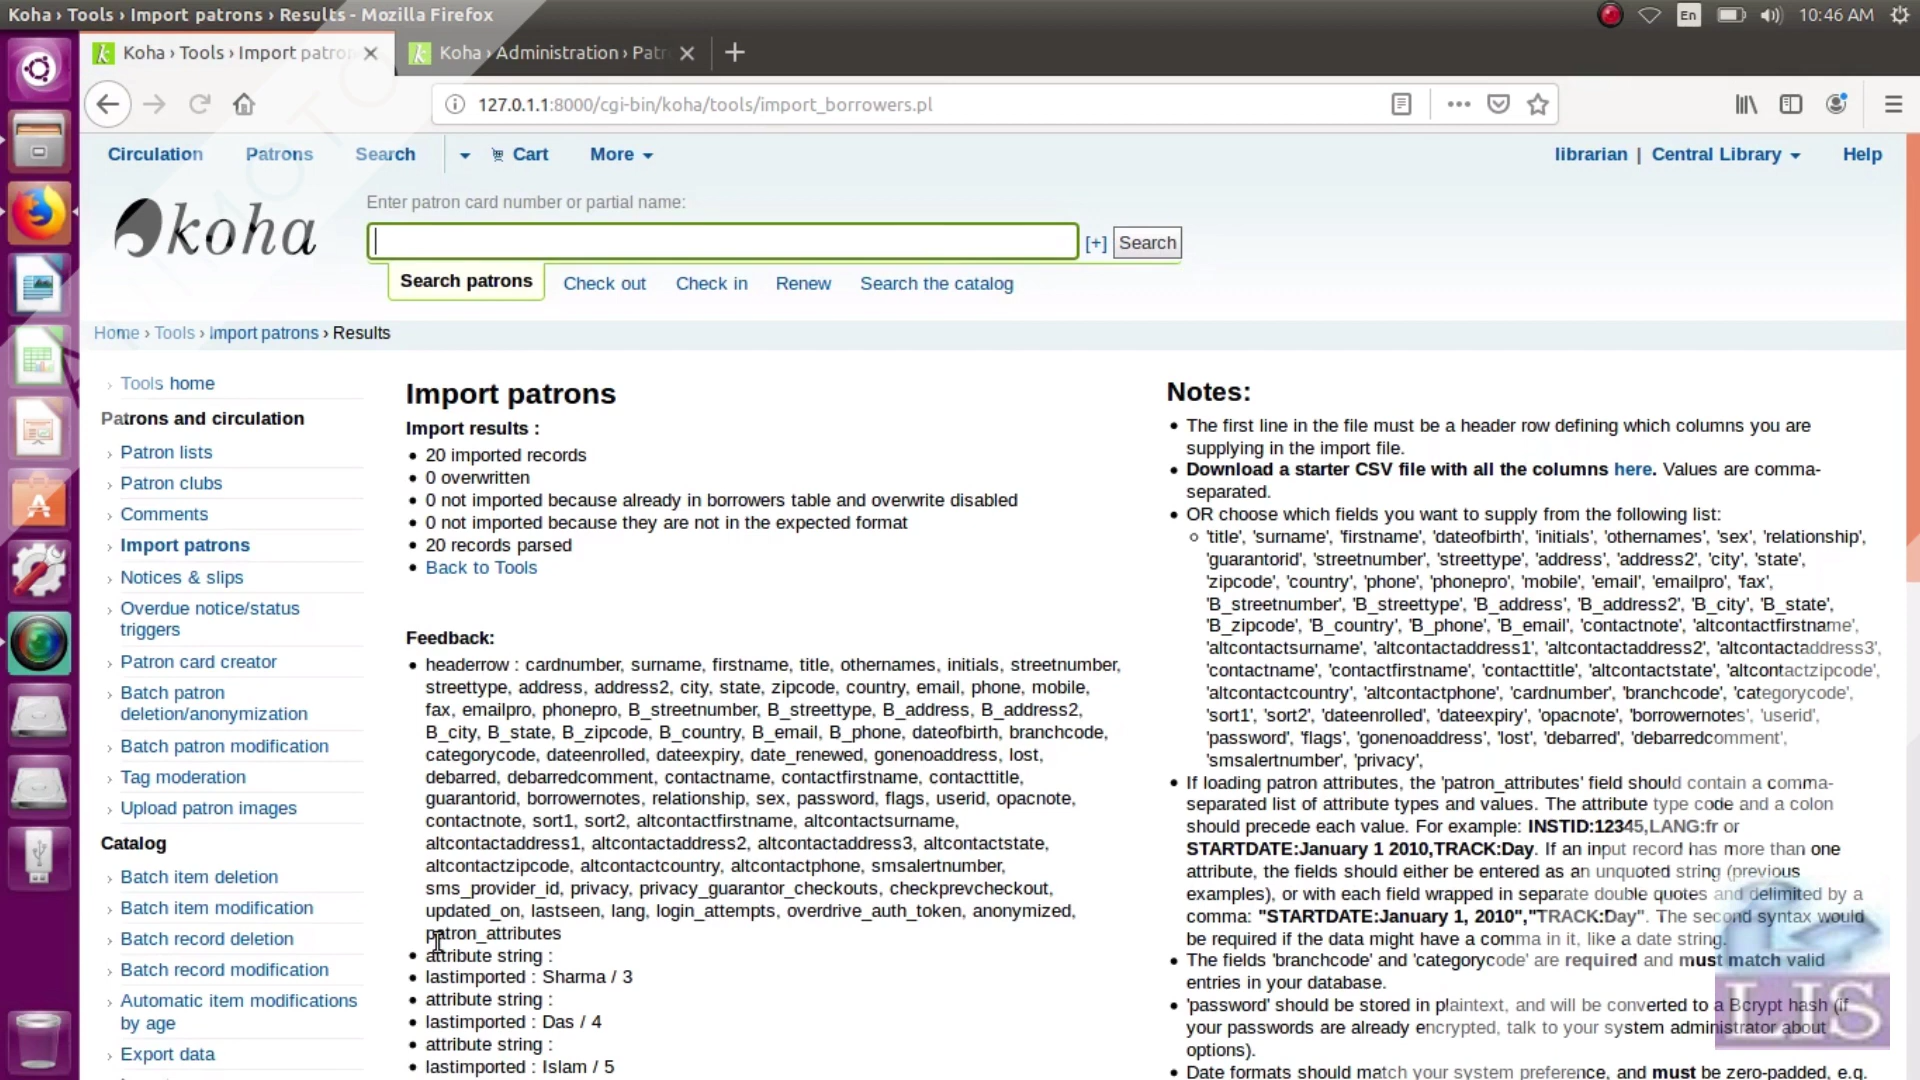 Koha › Tools › Import patrons › Results - Mozilla Firefox
En
10:46 AM
Koha › Tools › Import patron
Koha › Administration › Patr
127.0.1.1:8000/cgi-bin/koha/tools/import_borrowers.pl
Circulation Patrons Search Cart More
librarian | Central Library Help
koha
Enter patron card number or partial name:
[+] Search
Search patrons Check out Check in Renew Search the catalog
Home › Tools › Import patrons › Results
Tools home
Patrons and circulation
Patron lists
Patron clubs
Comments
Import patrons
Notices & slips
Overdue notice/status
triggers
Patron card creator
Batch patron
deletion/anonymization
Batch patron modification
Tag moderation
Upload patron images
Catalog
Batch item deletion
Batch item modification
Batch record deletion
Batch record modification
Automatic item modifications
by age
Export data
Import patrons
Import results :
20 imported records
0 overwritten
0 not imported because already in borrowers table and overwrite disabled
0 not imported because they are not in the expected format
20 records parsed
Back to Tools
Feedback:
headerrow : cardnumber, surname, firstname, title, othernames, initials, streetnumber,
streettype, address, address2, city, state, zipcode, country, email, phone, mobile,
fax, emailpro, phonepro, B_streetnumber, B_streettype, B_address, B_address2,
B_city, B_state, B_zipcode, B_country, B_email, B_phone, dateofbirth, branchcode,
categorycode, dateenrolled, dateexpiry, date_renewed, gonenoaddress, lost,
debarred, debarredcomment, contactname, contactfirstname, contacttitle,
guarantorid, borrowernotes, relationship, sex, password, flags, userid, opacnote,
contactnote, sort1, sort2, altcontactfirstname, altcontactsurname,
altcontactaddress1, altcontactaddress2, altcontactaddress3, altcontactstate,
altcontactzipcode, altcontactcountry, altcontactphone, smsalertnumber,
sms_provider_id, privacy, privacy_guarantor_checkouts, checkprevcheckout,
updated_on, lastseen, lang, login_attempts, overdrive_auth_token, anonymized,
patron_attributes
attribute string :
lastimported : Sharma / 3
attribute string :
lastimported : Das / 4
attribute string :
lastimported : Islam / 5
Notes:
The first line in the file must be a header row defining which columns you are
supplying in the import file.
Download a starter CSV file with all the columns here. Values are comma-
separated.
OR choose which fields you want to supply from the following list:
'title', 'surname', 'firstname', 'dateofbirth', 'initials', 'othernames', 'sex', 'relationship',
'guarantorid', 'streetnumber', 'streettype', 'address', 'address2', 'city', 'state',
'zipcode', 'country', 'phone', 'phonepro', 'mobile', 'email', 'emailpro', 'fax',
'B_streetnumber', 'B_streettype', 'B_address', 'B_address2', 'B_city', 'B_state',
'B_zipcode', 'B_country', 'B_phone', 'B_email', 'contactnote', 'altcontactfirstname',
'altcontactsurname', 'altcontactaddress1', 'altcontactaddress2', 'altcontactaddress3',
'contactname', 'contactfirstname', 'contacttitle', 'altcontactstate', 'altcontactzipcode',
'altcontactcountry', 'altcontactphone', 'cardnumber', 'branchcode', 'categorycode',
'sort1', 'sort2', 'dateenrolled', 'dateexpiry', 'opacnote', 'borrowernotes', 'userid',
'password', 'flags', 'gonenoaddress', 'lost', 'debarred', 'debarredcomment',
'smsalertnumber', 'privacy',
If loading patron attributes, the 'patron_attributes' field should contain a comma-
separated list of attribute types and values. The attribute type code and a colon
should precede each value. For example: INSTID:12345,LANG:fr or
STARTDATE:January 1 2010,TRACK:Day. If an input record has more than one
attribute, the fields should either be entered as an unquoted string (previous
examples), or with each field wrapped in separate double quotes and delimited by a
comma: "STARTDATE:January 1, 2010","TRACK:Day". The second syntax would
be required if the data might have a comma in it, like a date string.
The fields 'branchcode' and 'categorycode' are required and must match valid
entries in your database.
'password' should be stored in plaintext, and will be converted to a Bcrypt hash (if
your passwords are already encrypted, talk to your system administrator about
options).
Date formats should match your system preference, and must be zero-padded, e.g.
LIS